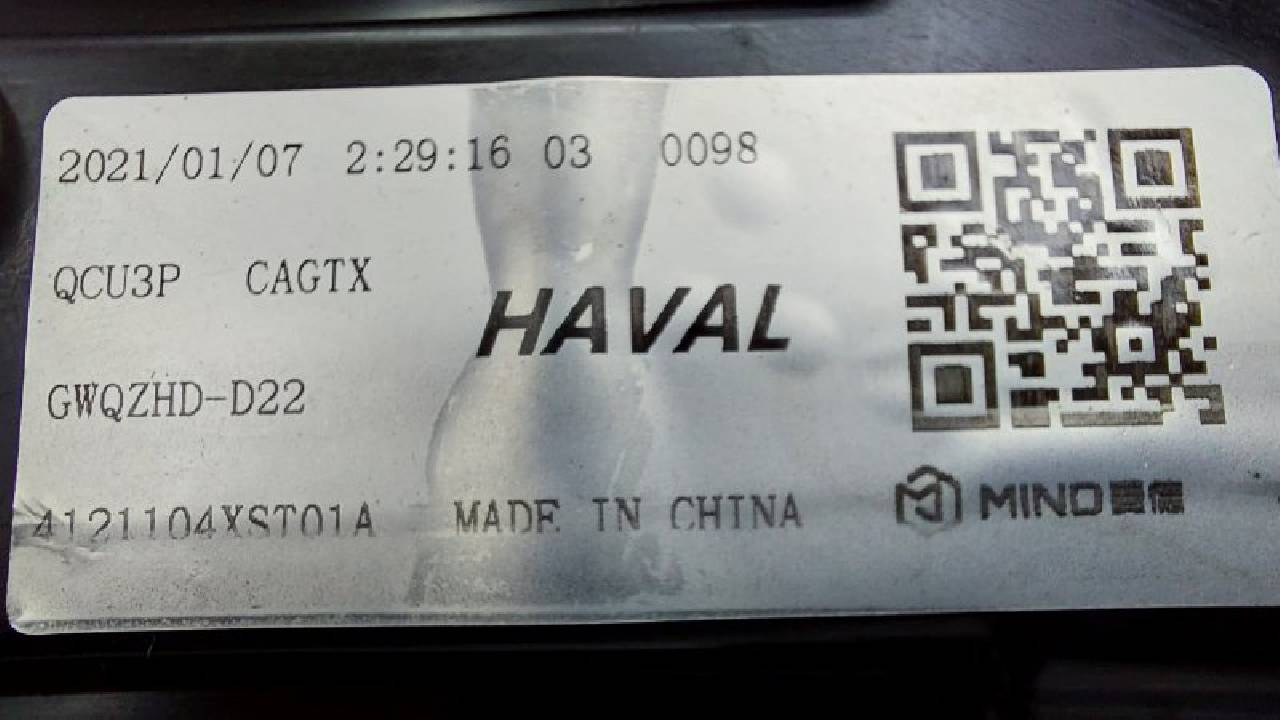 2021/01/07 2:29:16 03 0098
QCU3P CAGTX
HAVAL
GWQZHD-D22
4121104XST01A MADE IN CHINA
MIND